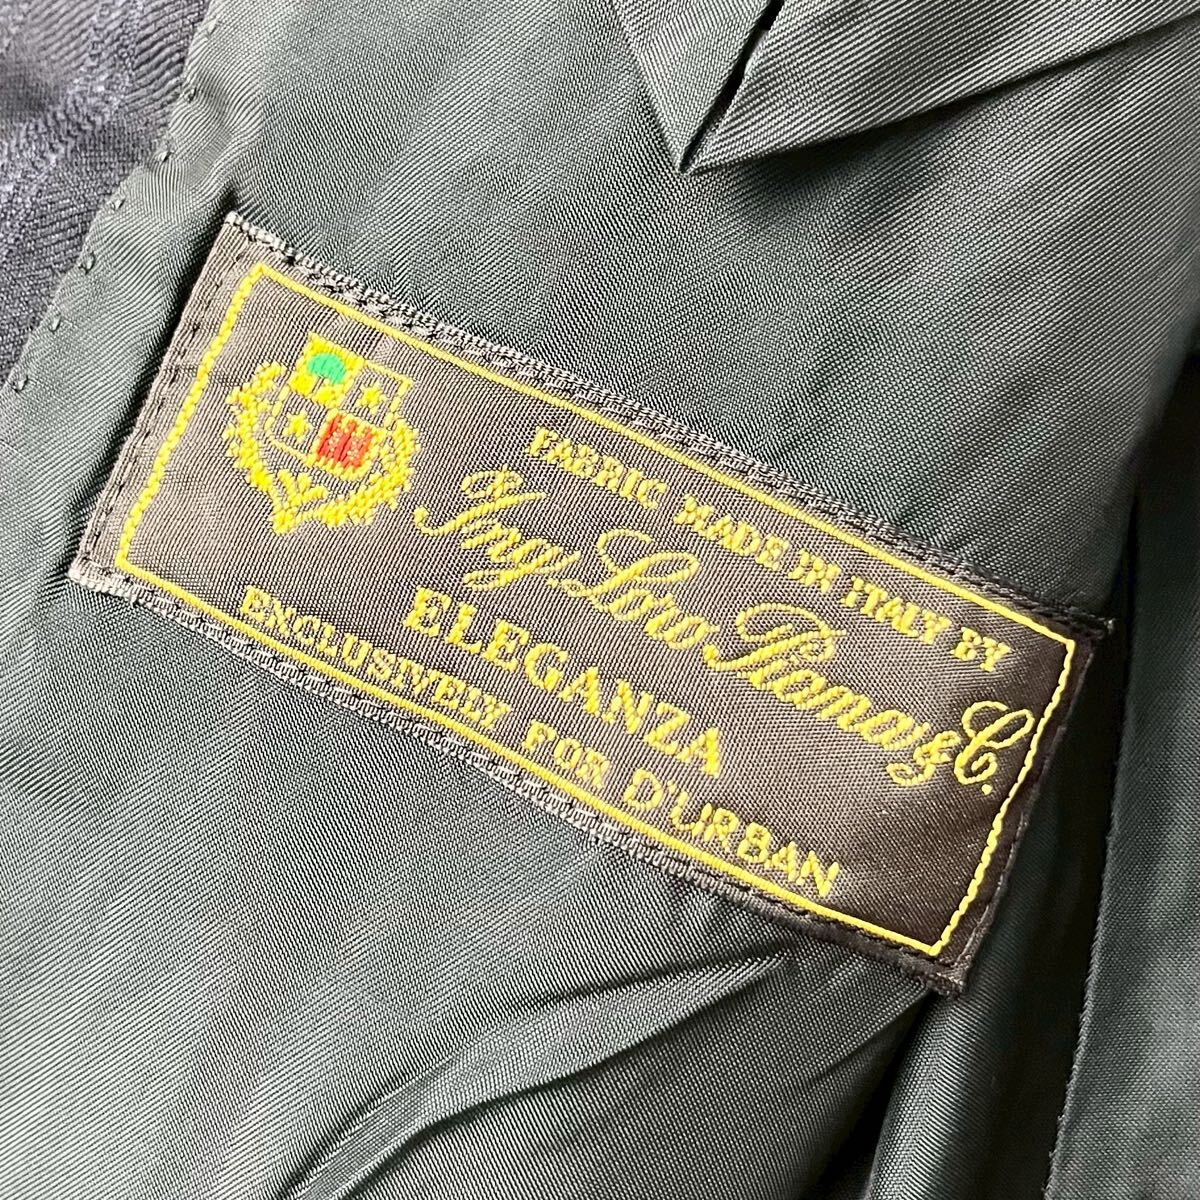 FABRIC MADE IN ITALY BY
Ing. Loro Piana & C.
ELEGANZA
EXCLUSIVELY FOR D'URBAN